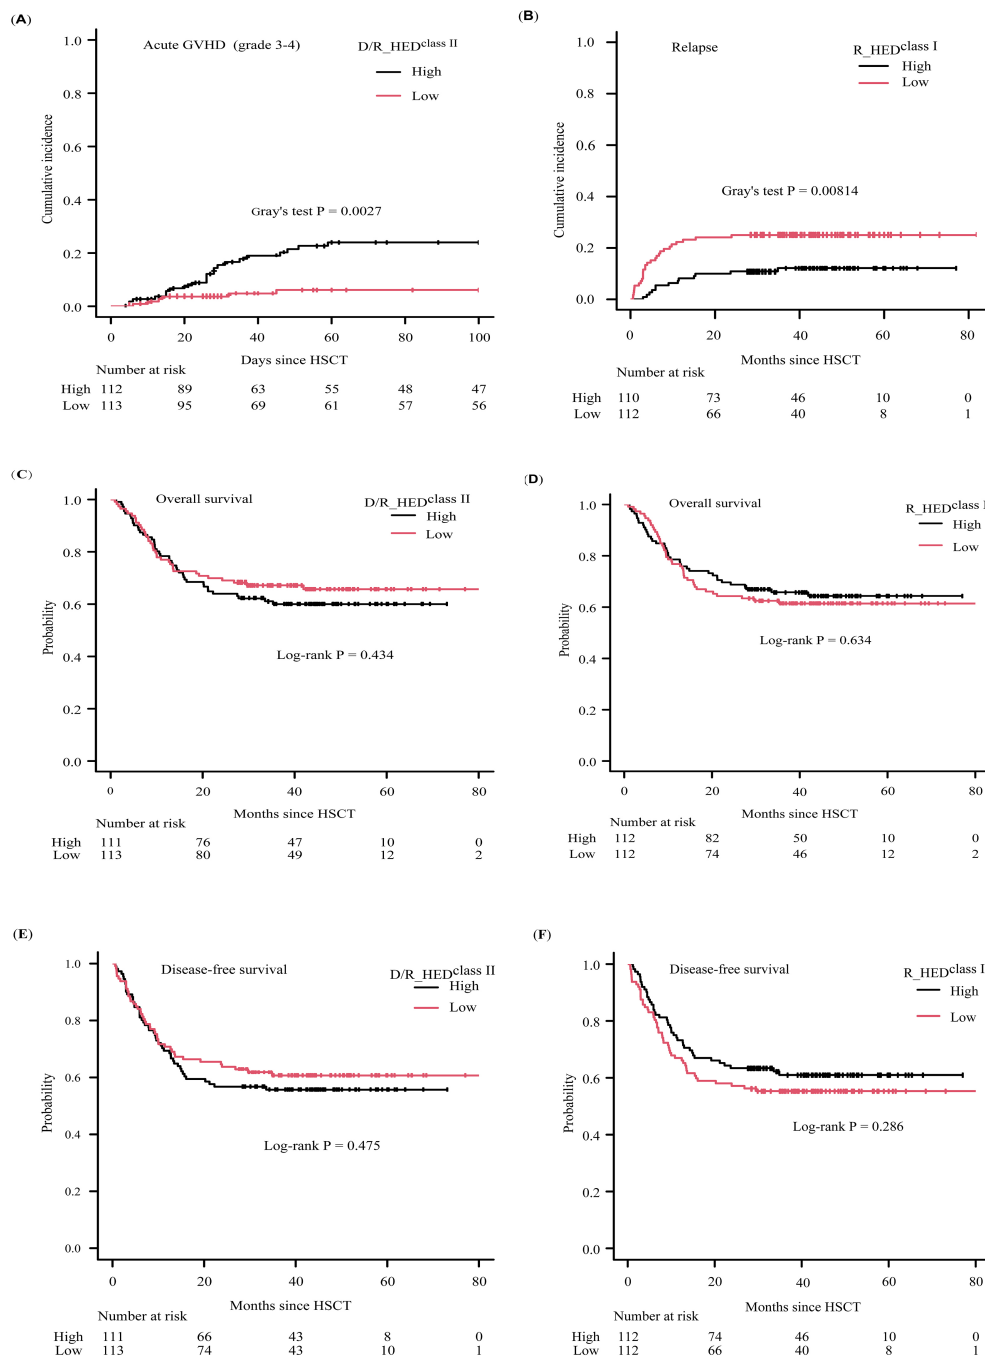 (A)
Acute GVHD (grade 3-4)
D/R_HED class II
High
Low
1.0
0.8
0.6
0.4
0.2
0.0
Cumulative incidence
Gray's test P = 0.0027
0 20 40 60 80 100
Days since HSCT
Number at risk
High 112 89 63 55 48 47
Low 113 95 69 61 57 56
(B)
Relapse
R_HED class I
High
Low
1.0
0.8
0.6
0.4
0.2
0.0
Cumulative incidence
Gray's test P = 0.00814
0 20 40 60 80
Months since HSCT
Number at risk
High 110 73 46 10 0
Low 112 66 40 8 1
(C)
Overall survival
D/R_HED class II
High
Low
1.0
0.8
0.6
0.4
0.2
0.0
Probability
Log-rank P = 0.434
0 20 40 60 80
Months since HSCT
Number at risk
High 111 76 47 10 0
Low 113 80 49 12 2
(D)
Overall survival
R_HED class I
High
Low
1.0
0.8
0.6
0.4
0.2
0.0
Probability
Log-rank P = 0.634
0 20 40 60 80
Months since HSCT
Number at risk
High 112 82 50 10 0
Low 112 74 46 12 2
(E)
Disease-free survival
D/R_HED class II
High
Low
1.0
0.8
0.6
0.4
0.2
0.0
Probability
Log-rank P = 0.475
0 20 40 60 80
Months since HSCT
Number at risk
High 111 66 43 8 0
Low 113 74 43 10 1
(F)
Disease-free survival
R_HED class I
High
Low
1.0
0.8
0.6
0.4
0.2
0.0
Probability
Log-rank P = 0.286
0 20 40 60 80
Months since HSCT
Number at risk
High 112 74 46 10 0
Low 112 66 40 8 1